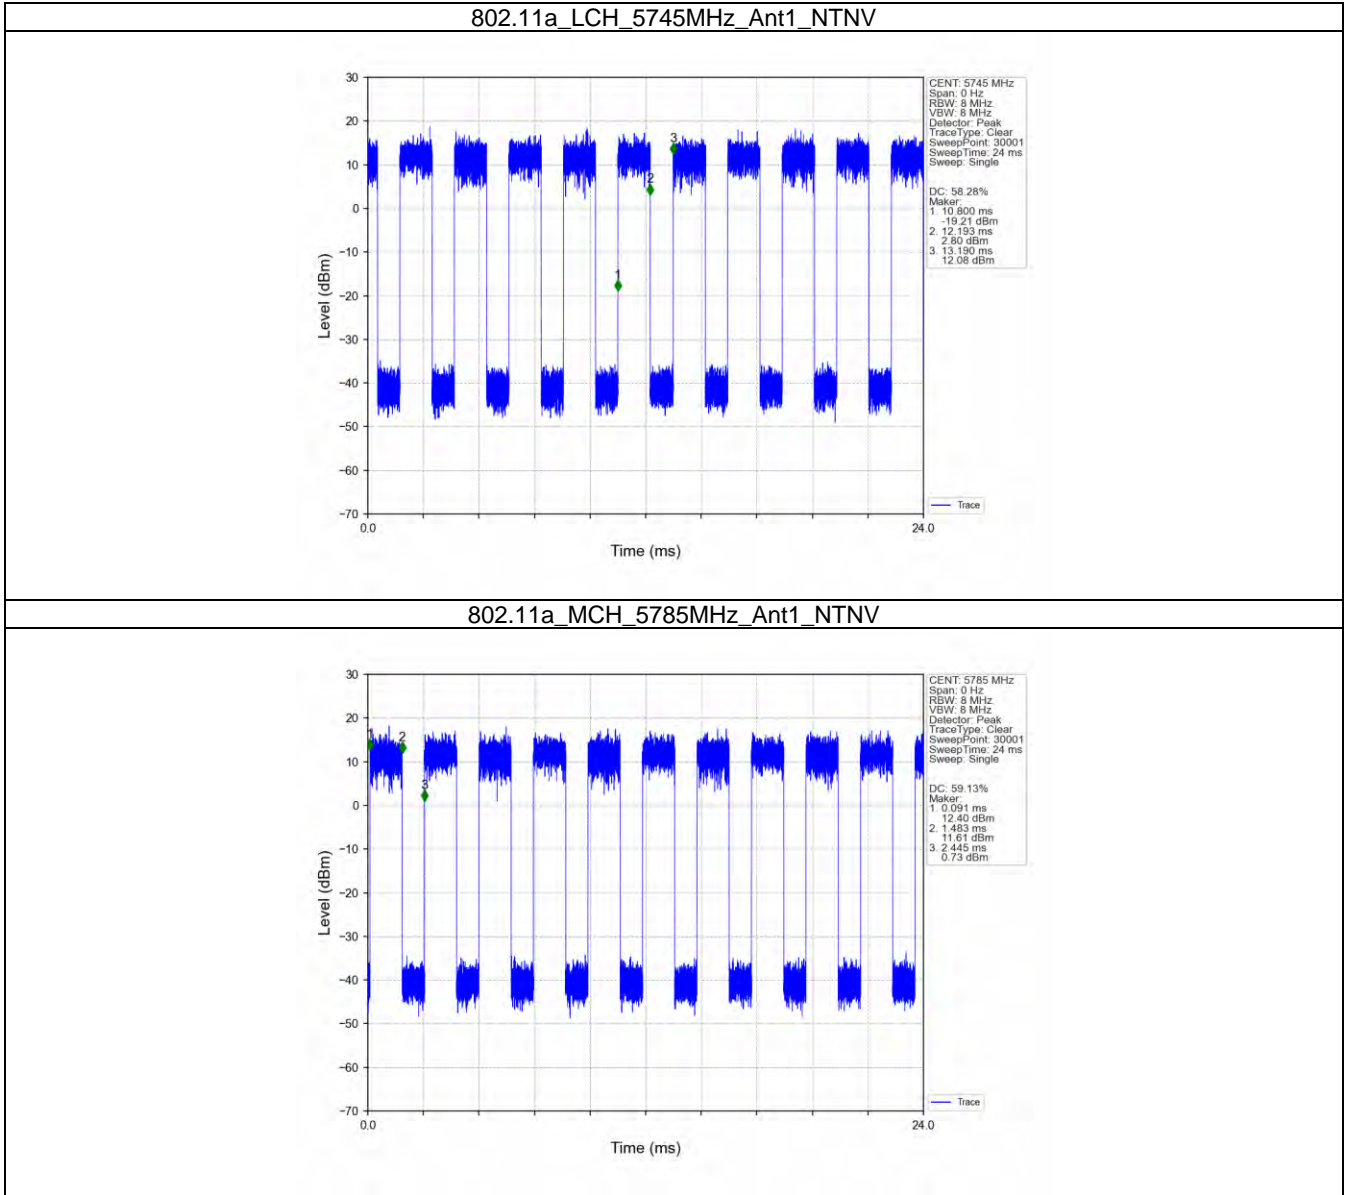 802.11a_LCH_5745MHz_Ant1_NTNV
30
20
10
0
−10
−20
−30
−40
−50
−60
−70
Level (dBm)
1
2
3
0.0
24.0
Time (ms)
CENT: 5745 MHz
Span: 0 Hz
RBW: 8 MHz
VBW: 8 MHz
Detector: Peak
TraceType: Clear
SweepPoint: 30001
SweepTime: 24 ms
Sweep: Single
DC: 58.28%
Maker:
1. 10.800 ms
-19.21 dBm
2. 12.193 ms
2.80 dBm
3. 13.190 ms
12.08 dBm
Trace
802.11a_MCH_5785MHz_Ant1_NTNV
30
20
10
0
−10
−20
−30
−40
−50
−60
−70
Level (dBm)
1
2
3
0.0
24.0
Time (ms)
CENT: 5785 MHz
Span: 0 Hz
RBW: 8 MHz
VBW: 8 MHz
Detector: Peak
TraceType: Clear
SweepPoint: 30001
SweepTime: 24 ms
Sweep: Single
DC: 59.13%
Maker:
1. 0.091 ms
12.40 dBm
2. 1.483 ms
11.61 dBm
3. 2.445 ms
0.73 dBm
Trace